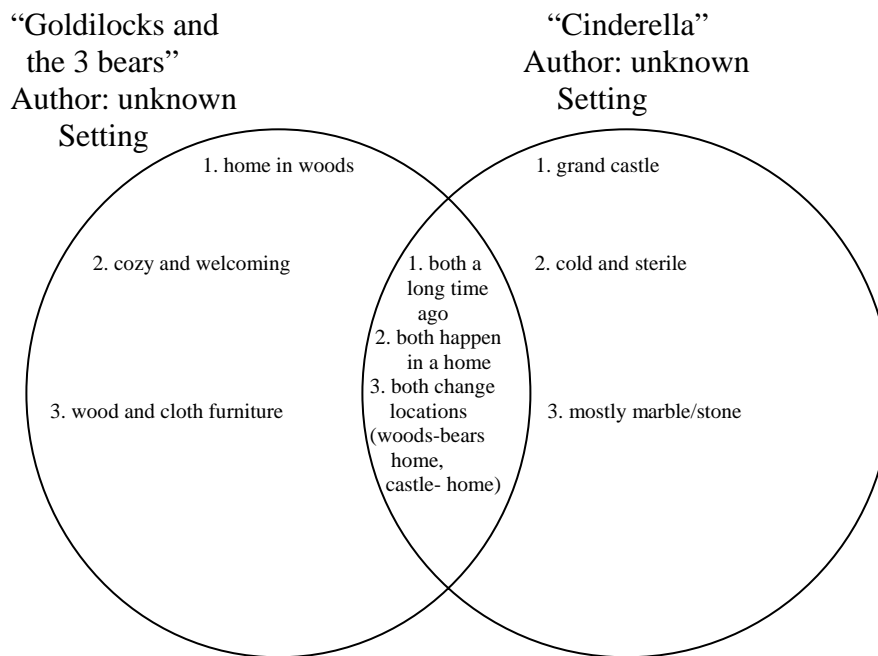 “Goldilocks and
the 3 bears”
Author: unknown
Setting
“Cinderella”
Author: unknown
Setting
1. home in woods
2. cozy and welcoming
3. wood and cloth furniture
1. both a
long time
ago
2. both happen
in a home
3. both change
locations
(woods-bears
home,
castle- home)
1. grand castle
2. cold and sterile
3. mostly marble/stone